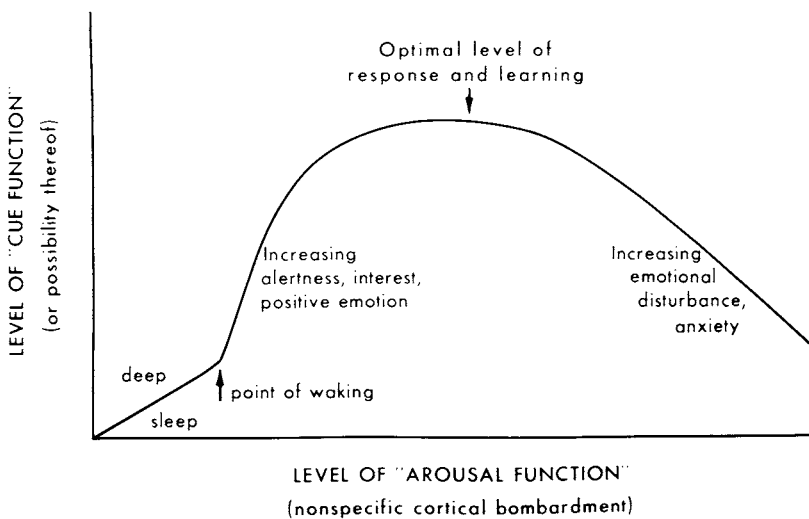 Optimal level of
response and learning
LEVEL OF "CUE FUNCTION"
(or possibility thereof)
Increasing
alertness, interest,
positive emotion
Increasing
emotional
disturbance,
anxiety
deep
sleep
point of waking
LEVEL OF "AROUSAL FUNCTION"
(nonspecific cortical bombardment)